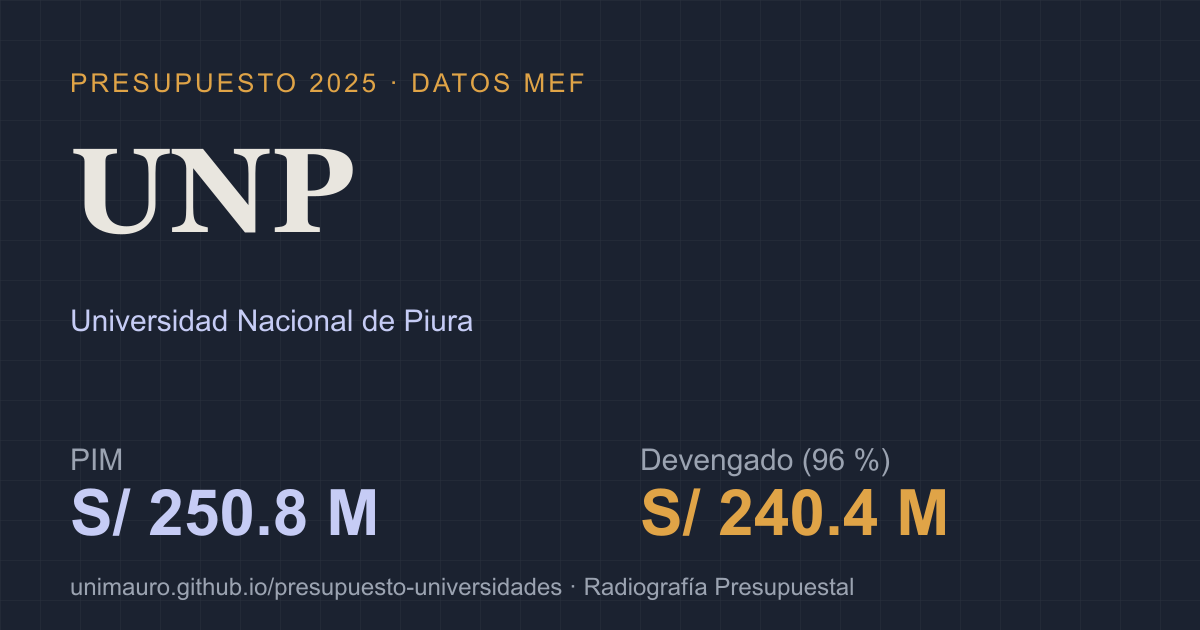 PRESUPUESTO 2025 · DATOS MEF
UNP
Universidad Nacional de Piura
PIM
S/ 250.8 M
Devengado (96 %)
S/ 240.4 M
unimauro.github.io/presupuesto-universidades · Radiografía Presupuestal